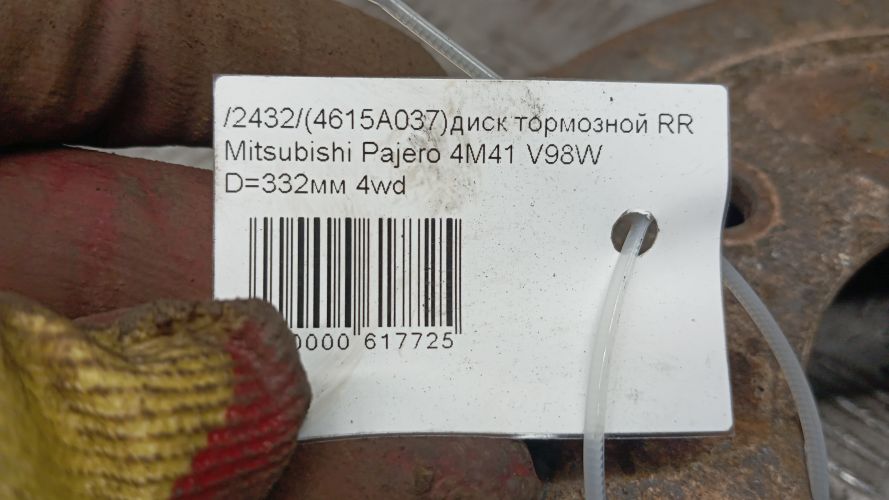 /2432/(4615A037)диск тормозной RR
Mitsubishi Pajero 4M41 V98W
D=332мм 4wd
0000 617725